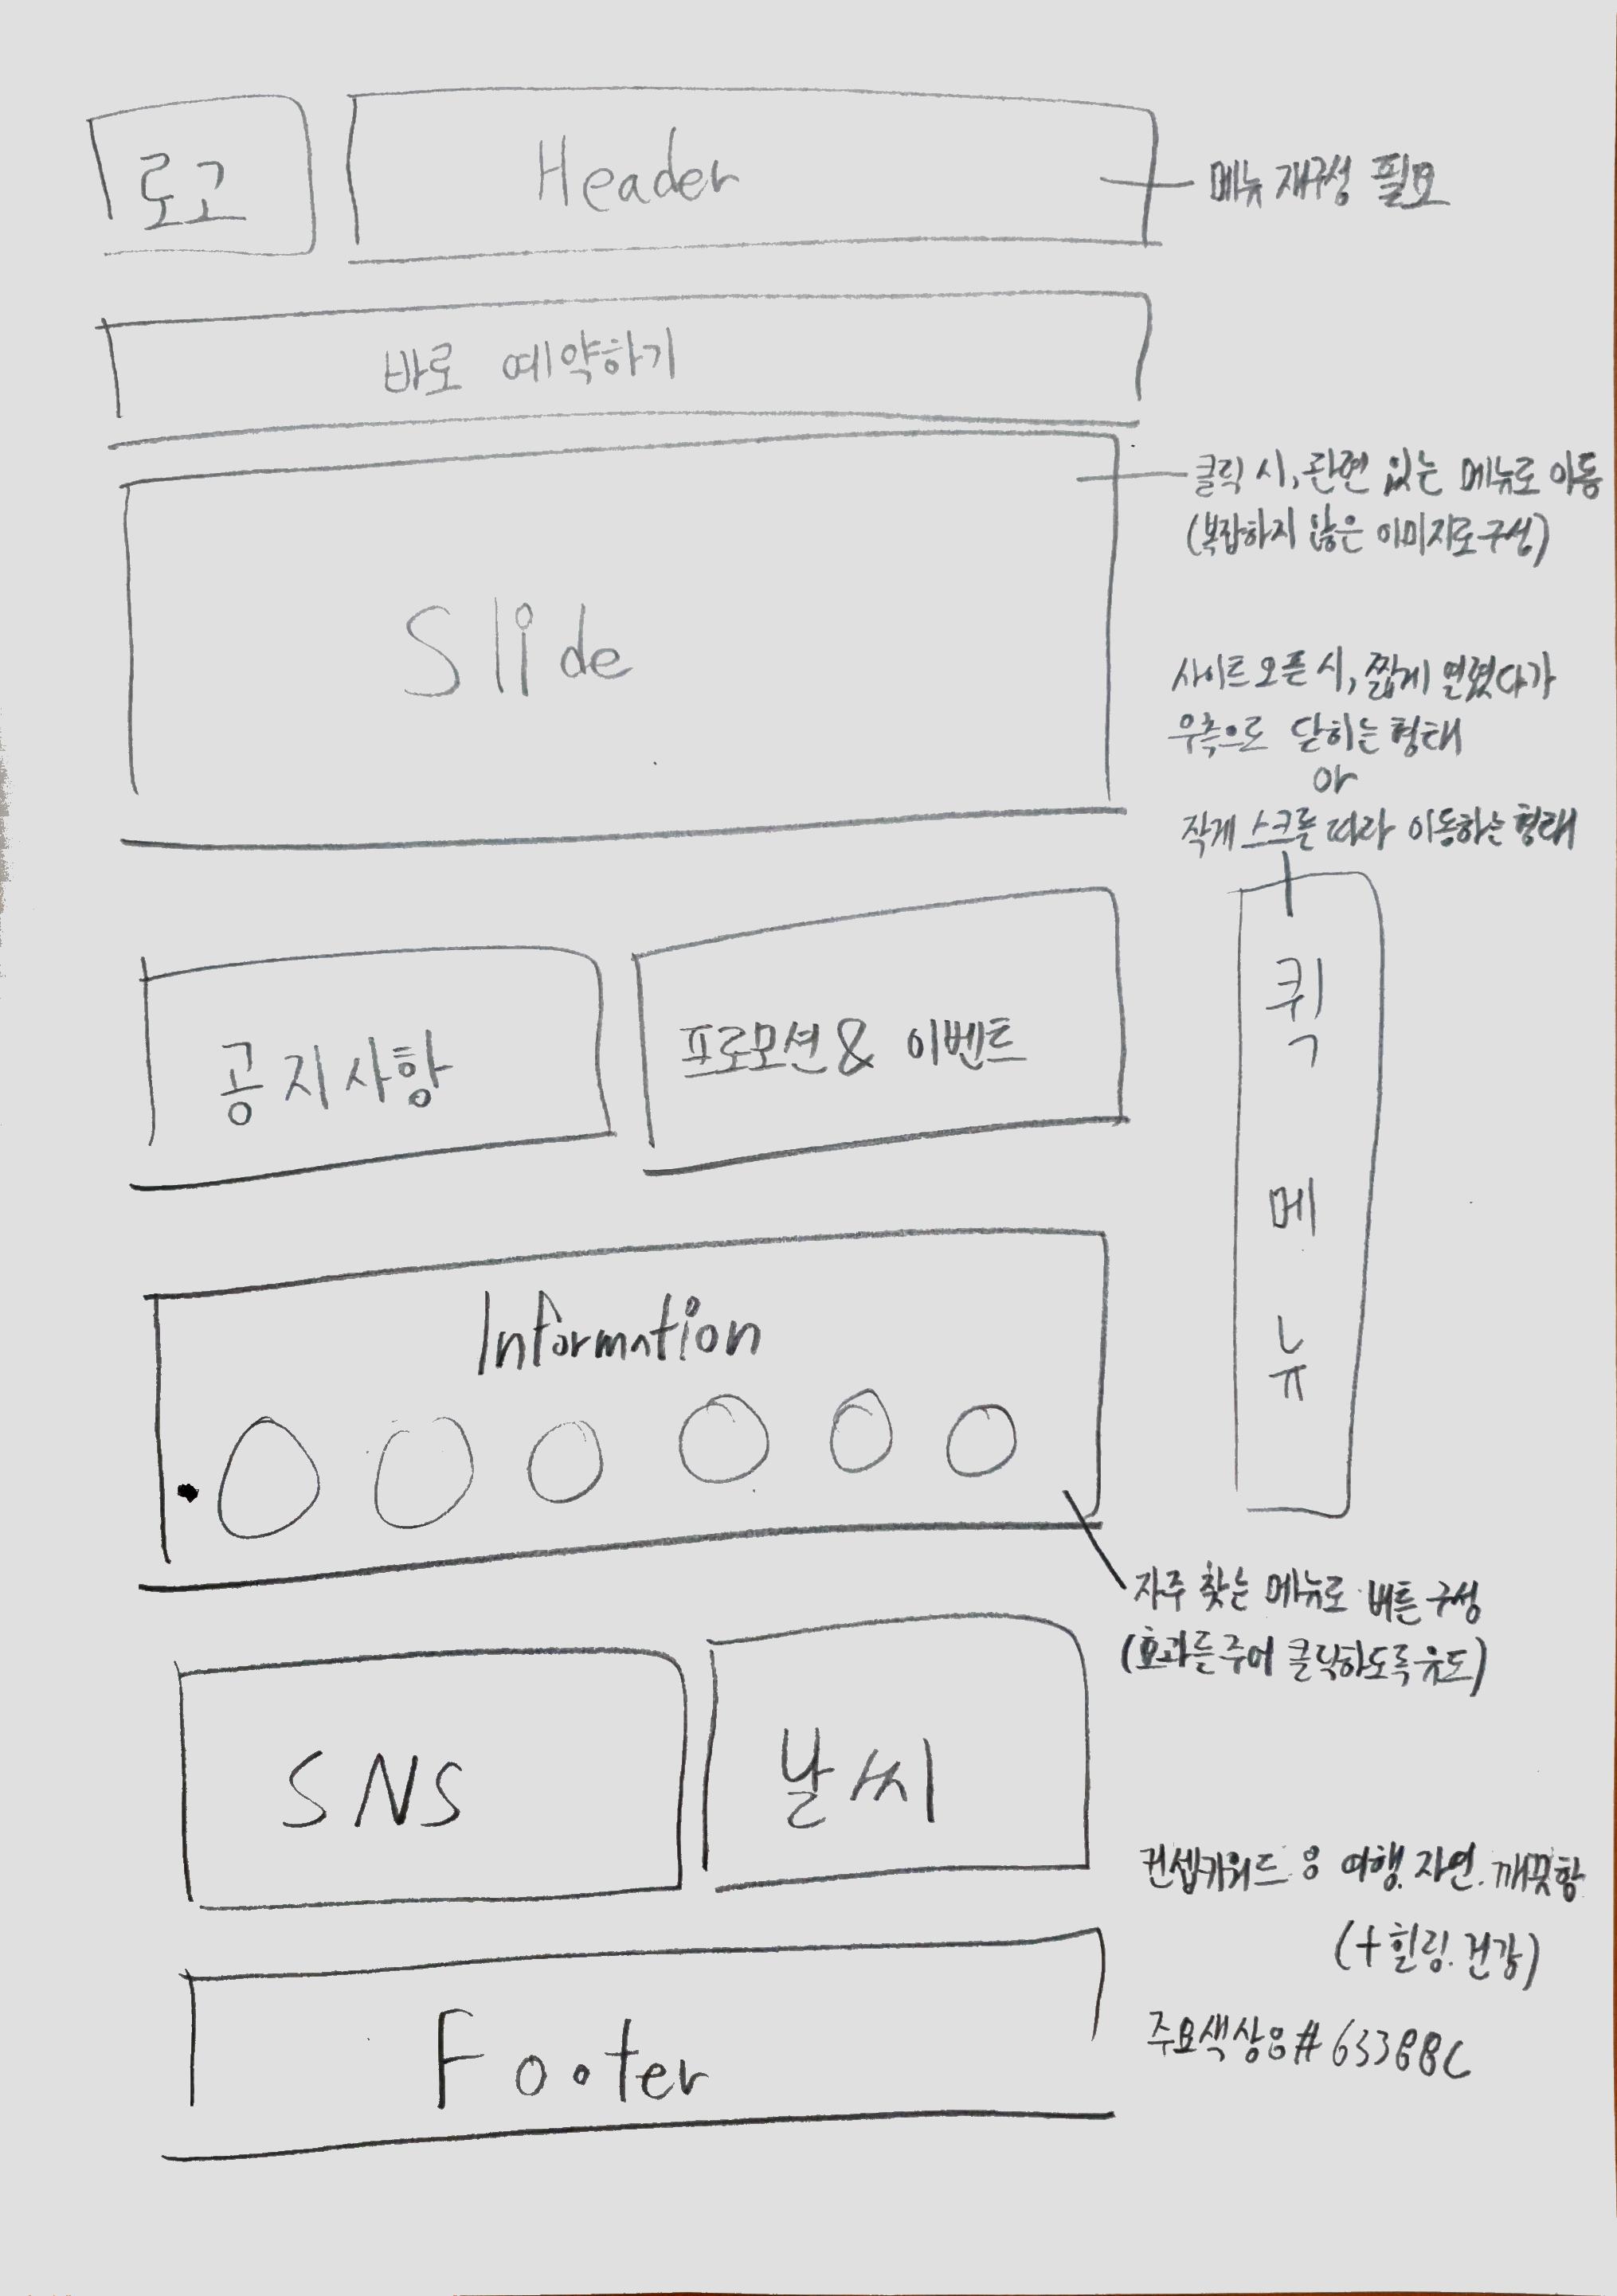 로고
Header
메뉴 재구성 필요
바로 예약하기
클릭 시, 관련 있는 메뉴로 이동
(복잡하지 않은 이미지로 구성)
Slide
사이트 오픈 시, 짧게 열렸다가
우측으로 닫히는 형태
or
작게 스크롤 따라 이동하는 형태
퀵 메뉴
공지사항
프로모션 & 이벤트
Information
자주 찾는 메뉴로 버튼 구성
(효과를 주어 클릭하도록 유도)
SNS
날씨
컨셉키워드 : 여행. 자연. 깨끗함
(+힐링. 건강)
Footer
주요색상 : #